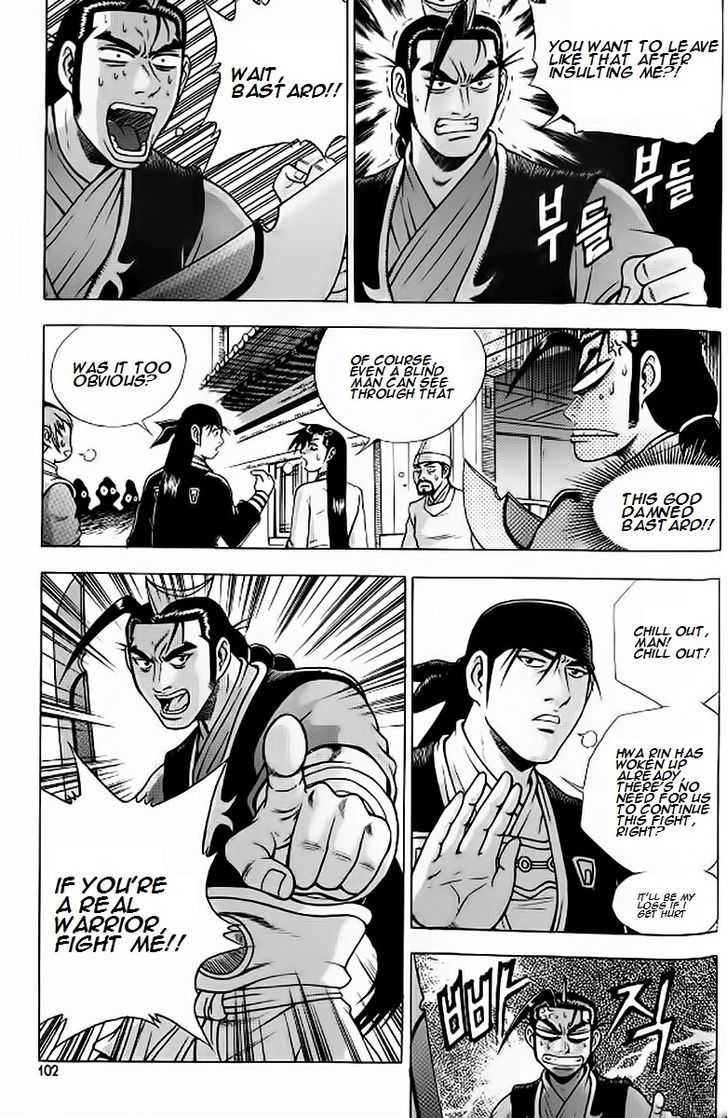 WAIT,
BASTARD!!
YOU WANT TO LEAVE
LIKE THAT AFTER
INSULTING ME?!
부들
부들
WAS IT TOO
OBVIOUS?
OF COURSE,
EVEN A BLIND
MAN CAN SEE
THROUGH THAT
THIS GOD
DAMNED
BASTARD!!
IF YOU'RE
A REAL
WARRIOR,
FIGHT ME!!
CHILL OUT,
MAN!
CHILL OUT!
HWA RIN HAS
WOKEN UP
ALREADY,
THERE'S NO
NEED FOR US
TO CONTINUE
THIS FIGHT,
RIGHT?
IT'LL BE MY
LOSS IF I
GET HURT
빠직
102